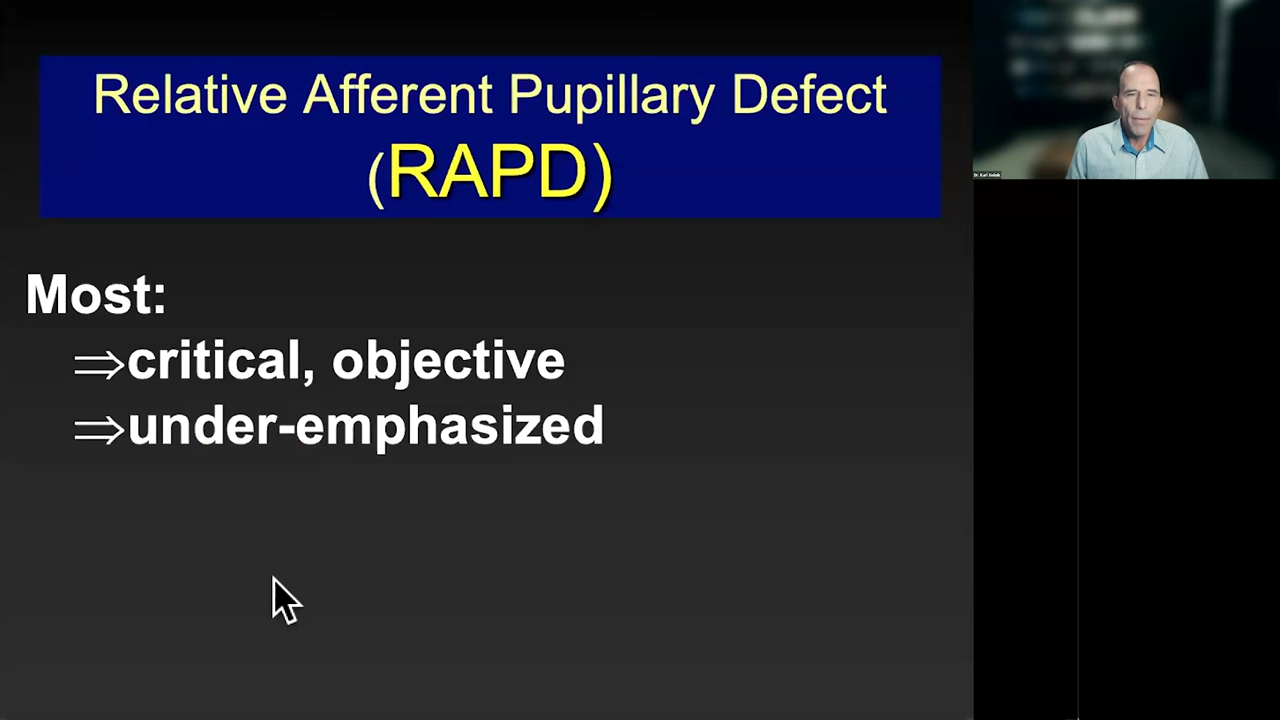 Relative Afferent Pupillary Defect
(RAPD)
Most:
⇒critical, objective
⇒under-emphasized